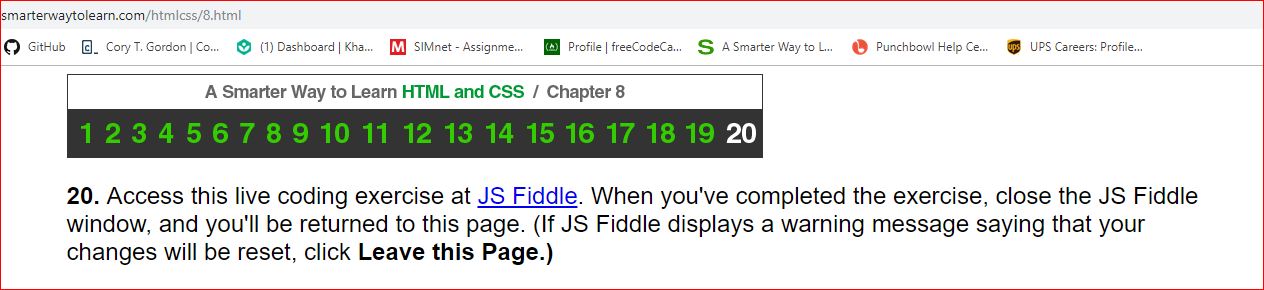 smarterwaytolearn.com/htmlcss/8.html
GitHub Cory T. Gordon | Co... (1) Dashboard | Kha... M SIMnet - Assignme... Profile | freeCodeCa... S A Smarter Way to L... Punchbowl Help Ce... ups UPS Careers: Profile...
A Smarter Way to Learn HTML and CSS / Chapter 8
1 2 3 4 5 6 7 8 9 10 11 12 13 14 15 16 17 18 19 20
20. Access this live coding exercise at JS Fiddle. When you've completed the exercise, close the JS Fiddle
window, and you'll be returned to this page. (If JS Fiddle displays a warning message saying that your
changes will be reset, click Leave this Page.)